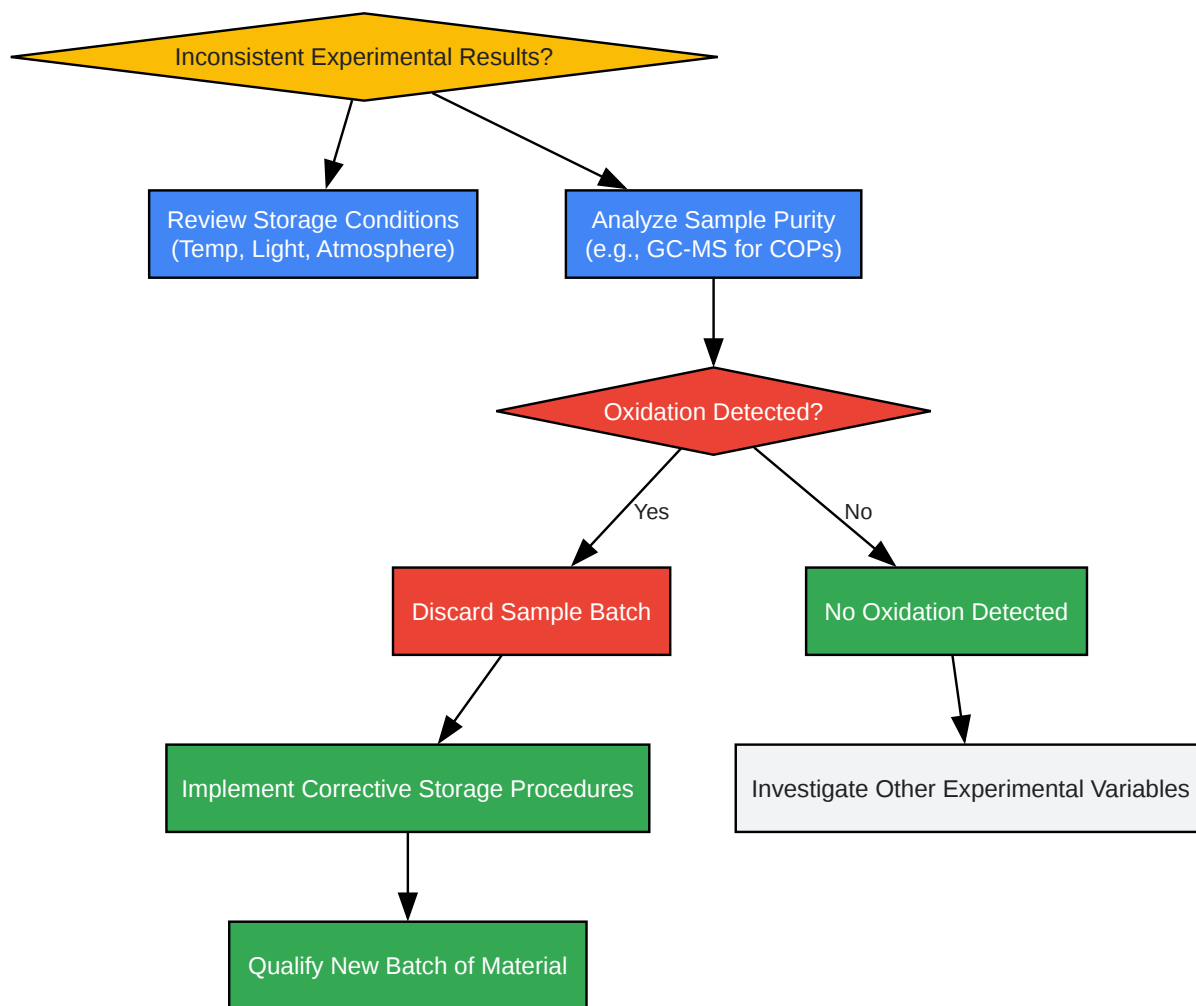 Inconsistent Experimental Results?
Review Storage Conditions
(Temp, Light, Atmosphere)
Analyze Sample Purity
(e.g., GC-MS for COPs)
Oxidation Detected?
Yes
No
Discard Sample Batch
No Oxidation Detected
Implement Corrective Storage Procedures
Investigate Other Experimental Variables
Qualify New Batch of Material